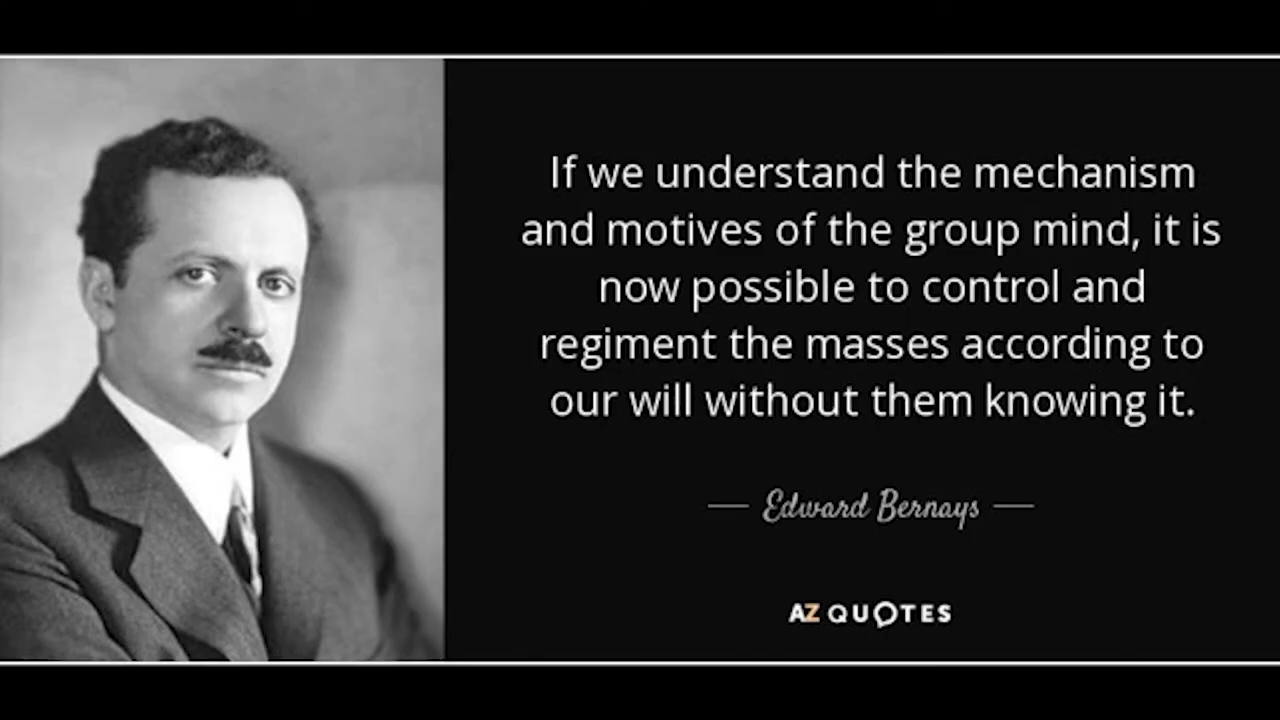 If we understand the mechanism
and motives of the group mind, it is
now possible to control and
regiment the masses according to
our will without them knowing it.
Edward Bernays
AZ QUOTES